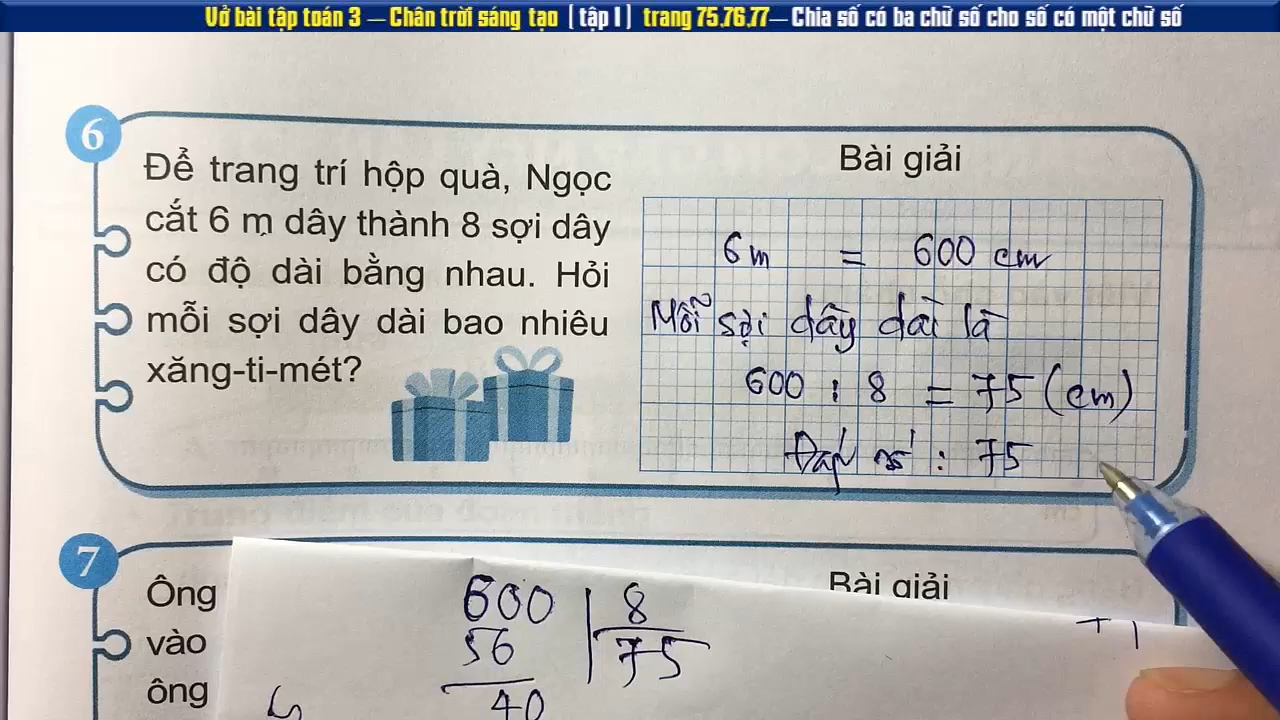 Vở bài tập toán 3 – Chân trời sáng tạo (tập 1) trang 75,76,77– Chia số có ba chữ số cho số có một chữ số
6
Để trang trí hộp quà, Ngọc
cắt 6 m dây thành 8 sợi dây
có độ dài bằng nhau. Hỏi
mỗi sợi dây dài bao nhiêu
xăng-ti-mét?
Bài giải
6m = 600 cm
Mỗi sợi dây dài là
600 : 8 = 75 (cm)
Đáp số : 75
7
Ông
vào
ông
Bài giải
600 8
56 75
40